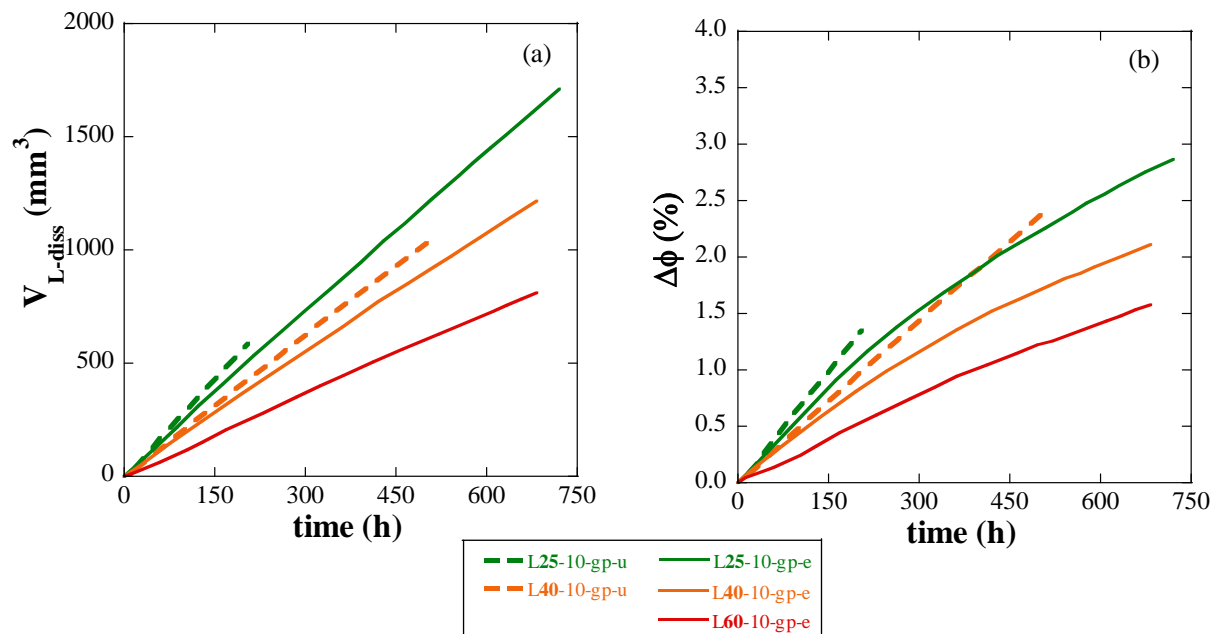 2000
1500
1000
500
0
V_L-diss (mm³)
0 150 300 450 600 750
time (h)
(a)
4.0
3.5
3.0
2.5
2.0
1.5
1.0
0.5
0.0
Δϕ (%)
0 150 300 450 600 750
time (h)
(b)
L25-10-gp-u L25-10-gp-e
L40-10-gp-u L40-10-gp-e
L60-10-gp-e